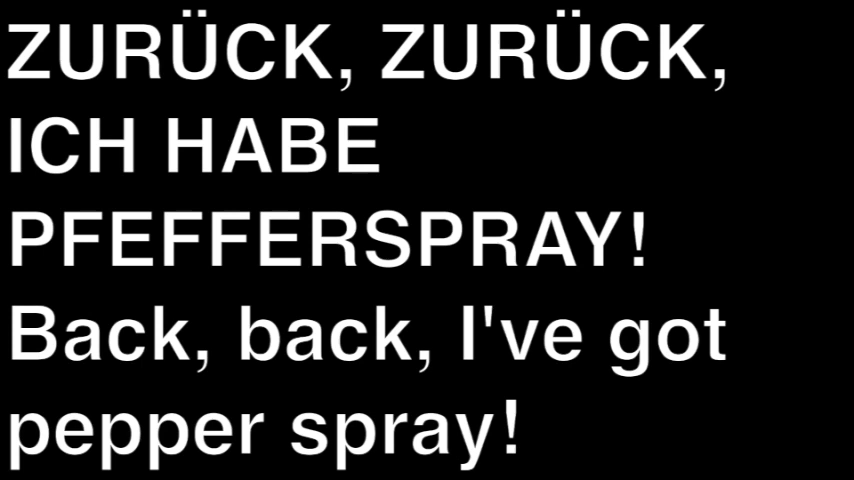 ZURÜCK, ZURÜCK,
ICH HABE
PFEFFERSPRAY!
Back, back, I've got
pepper spray!